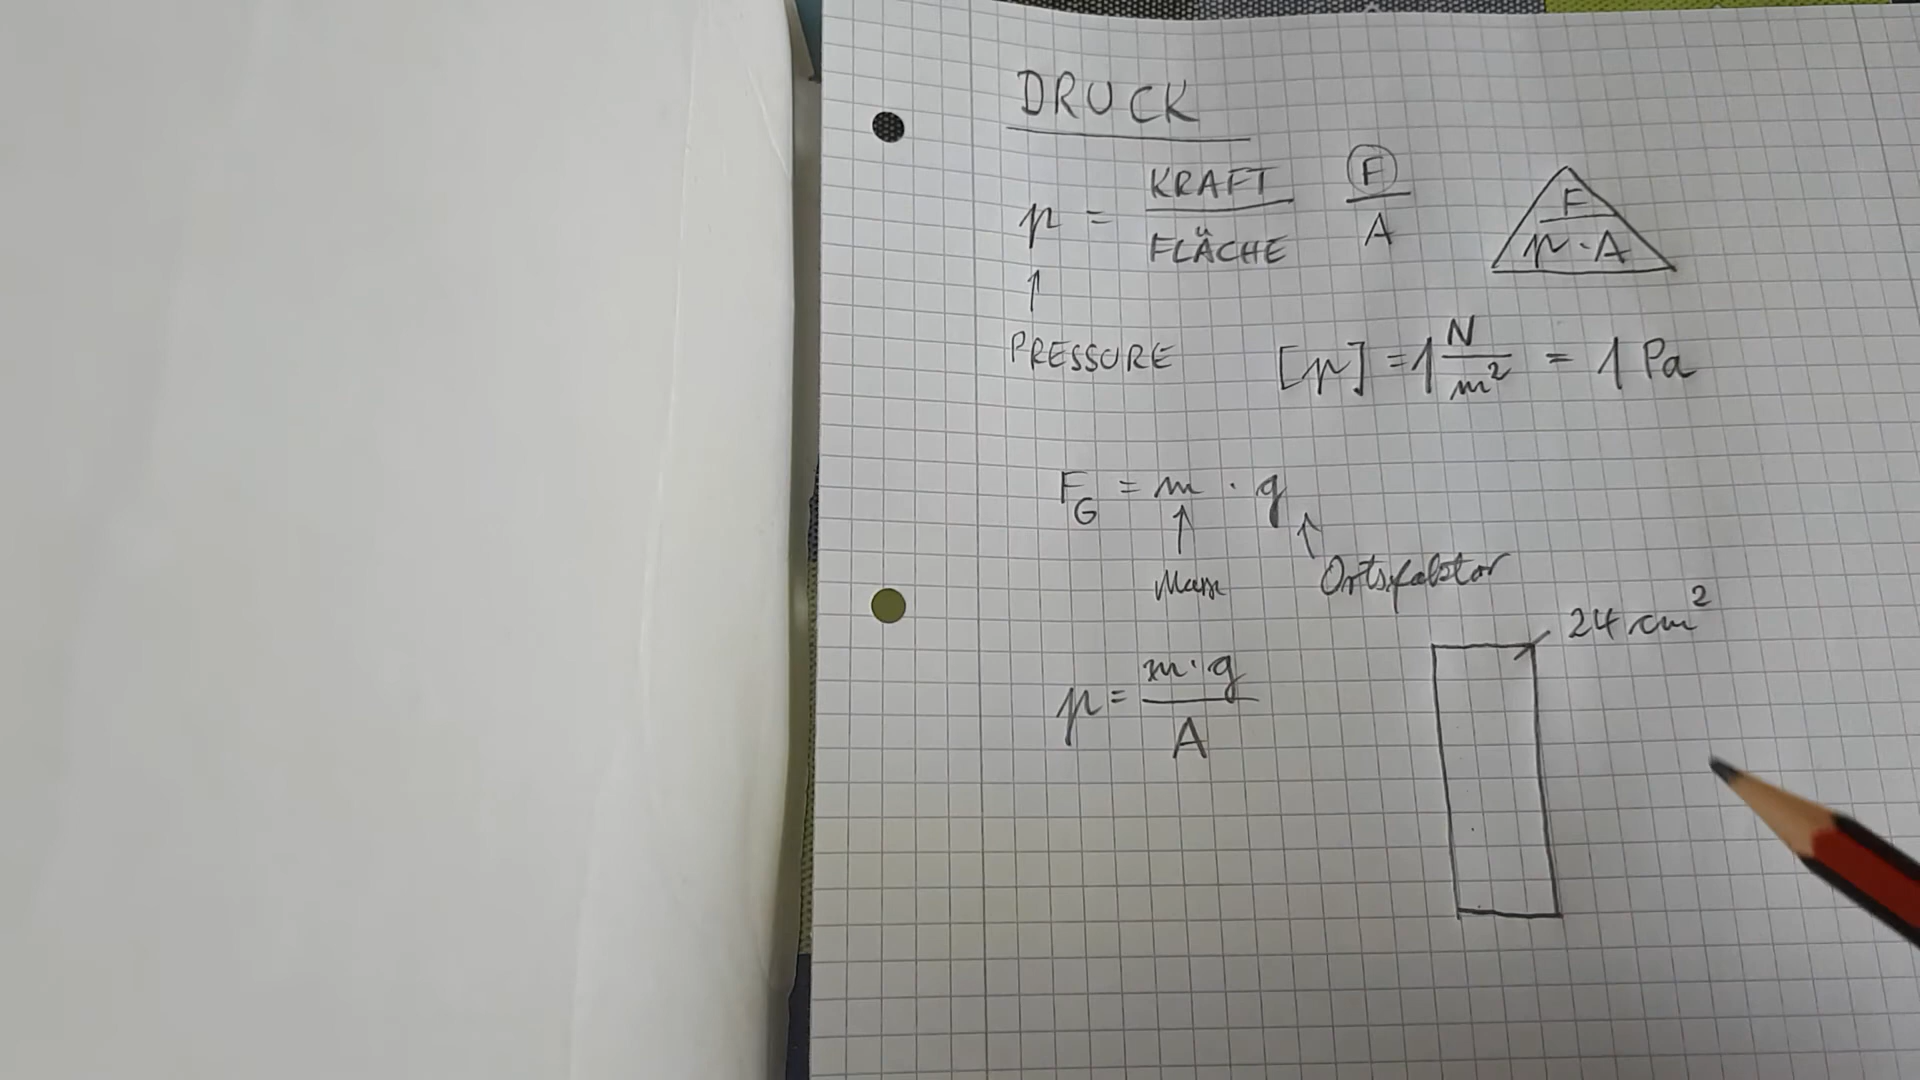 DRUCK
p = KRAFT / FLÄCHE F / A
F / p · A
↑
PRESSURE [p] = 1 N / m² = 1 Pa
F_G = m · g
↑ ↑
Masse Ortsfaktor
24 cm²
p = m · g / A